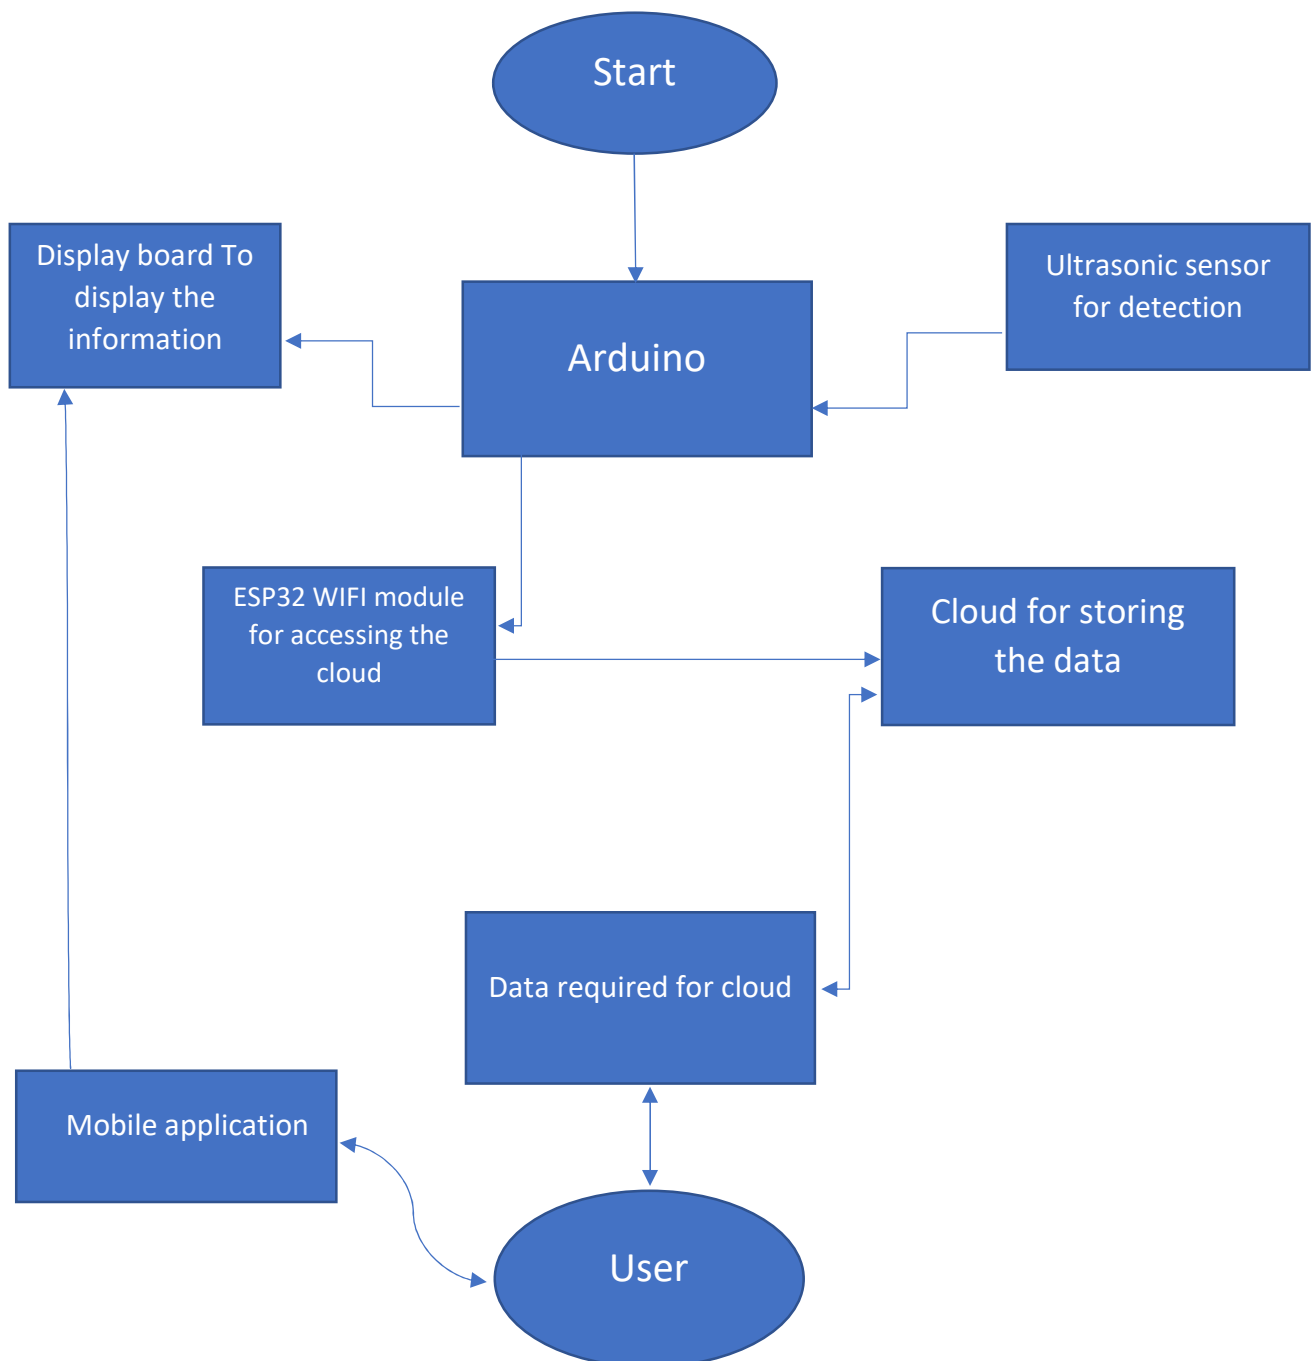 Start
Display board To
display the
information
Ultrasonic sensor
for detection
Arduino
ESP32 WIFI module
for accessing the
cloud
Cloud for storing
the data
Data required for cloud
Mobile application
User